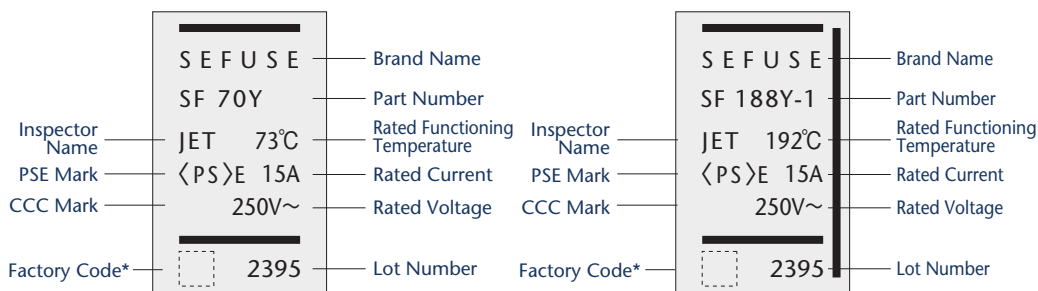 S E F U S E Brand Name
SF 70Y Part Number
Inspector Name JET 73℃ Rated Functioning Temperature
PSE Mark 〈PS〉E 15A Rated Current
CCC Mark 250V~ Rated Voltage
Factory Code* 2395 Lot Number
S E F U S E Brand Name
SF 188Y-1 Part Number
Inspector Name JET 192℃ Rated Functioning Temperature
PSE Mark 〈PS〉E 15A Rated Current
CCC Mark 250V~ Rated Voltage
Factory Code* 2395 Lot Number